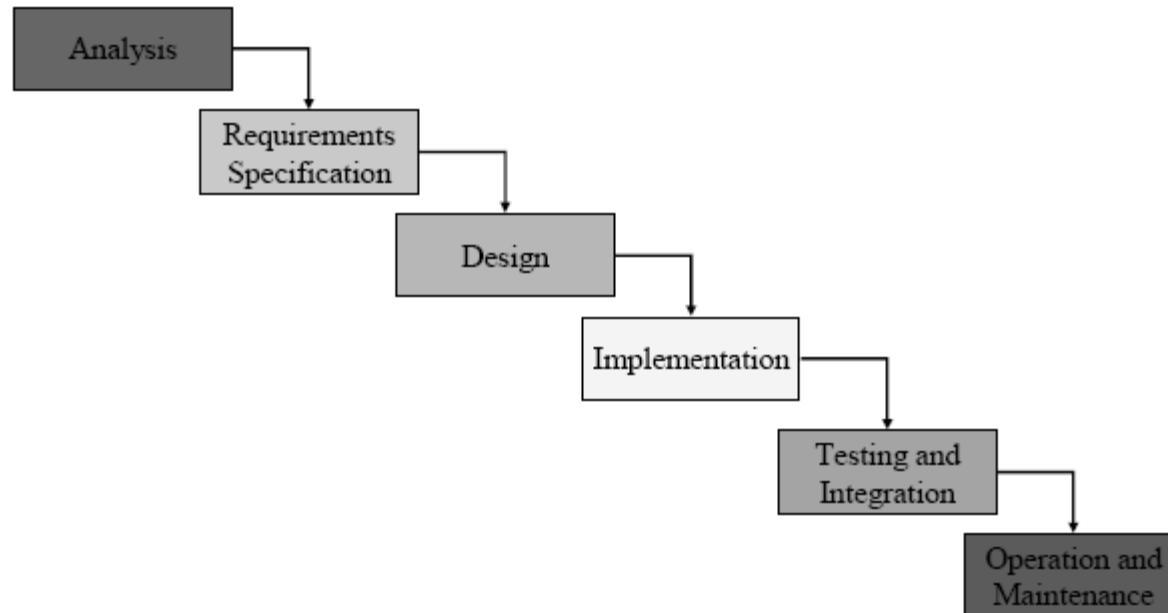 Analysis
Requirements
Specification
Design
Implementation
Testing and
Integration
Operation and
Maintenance